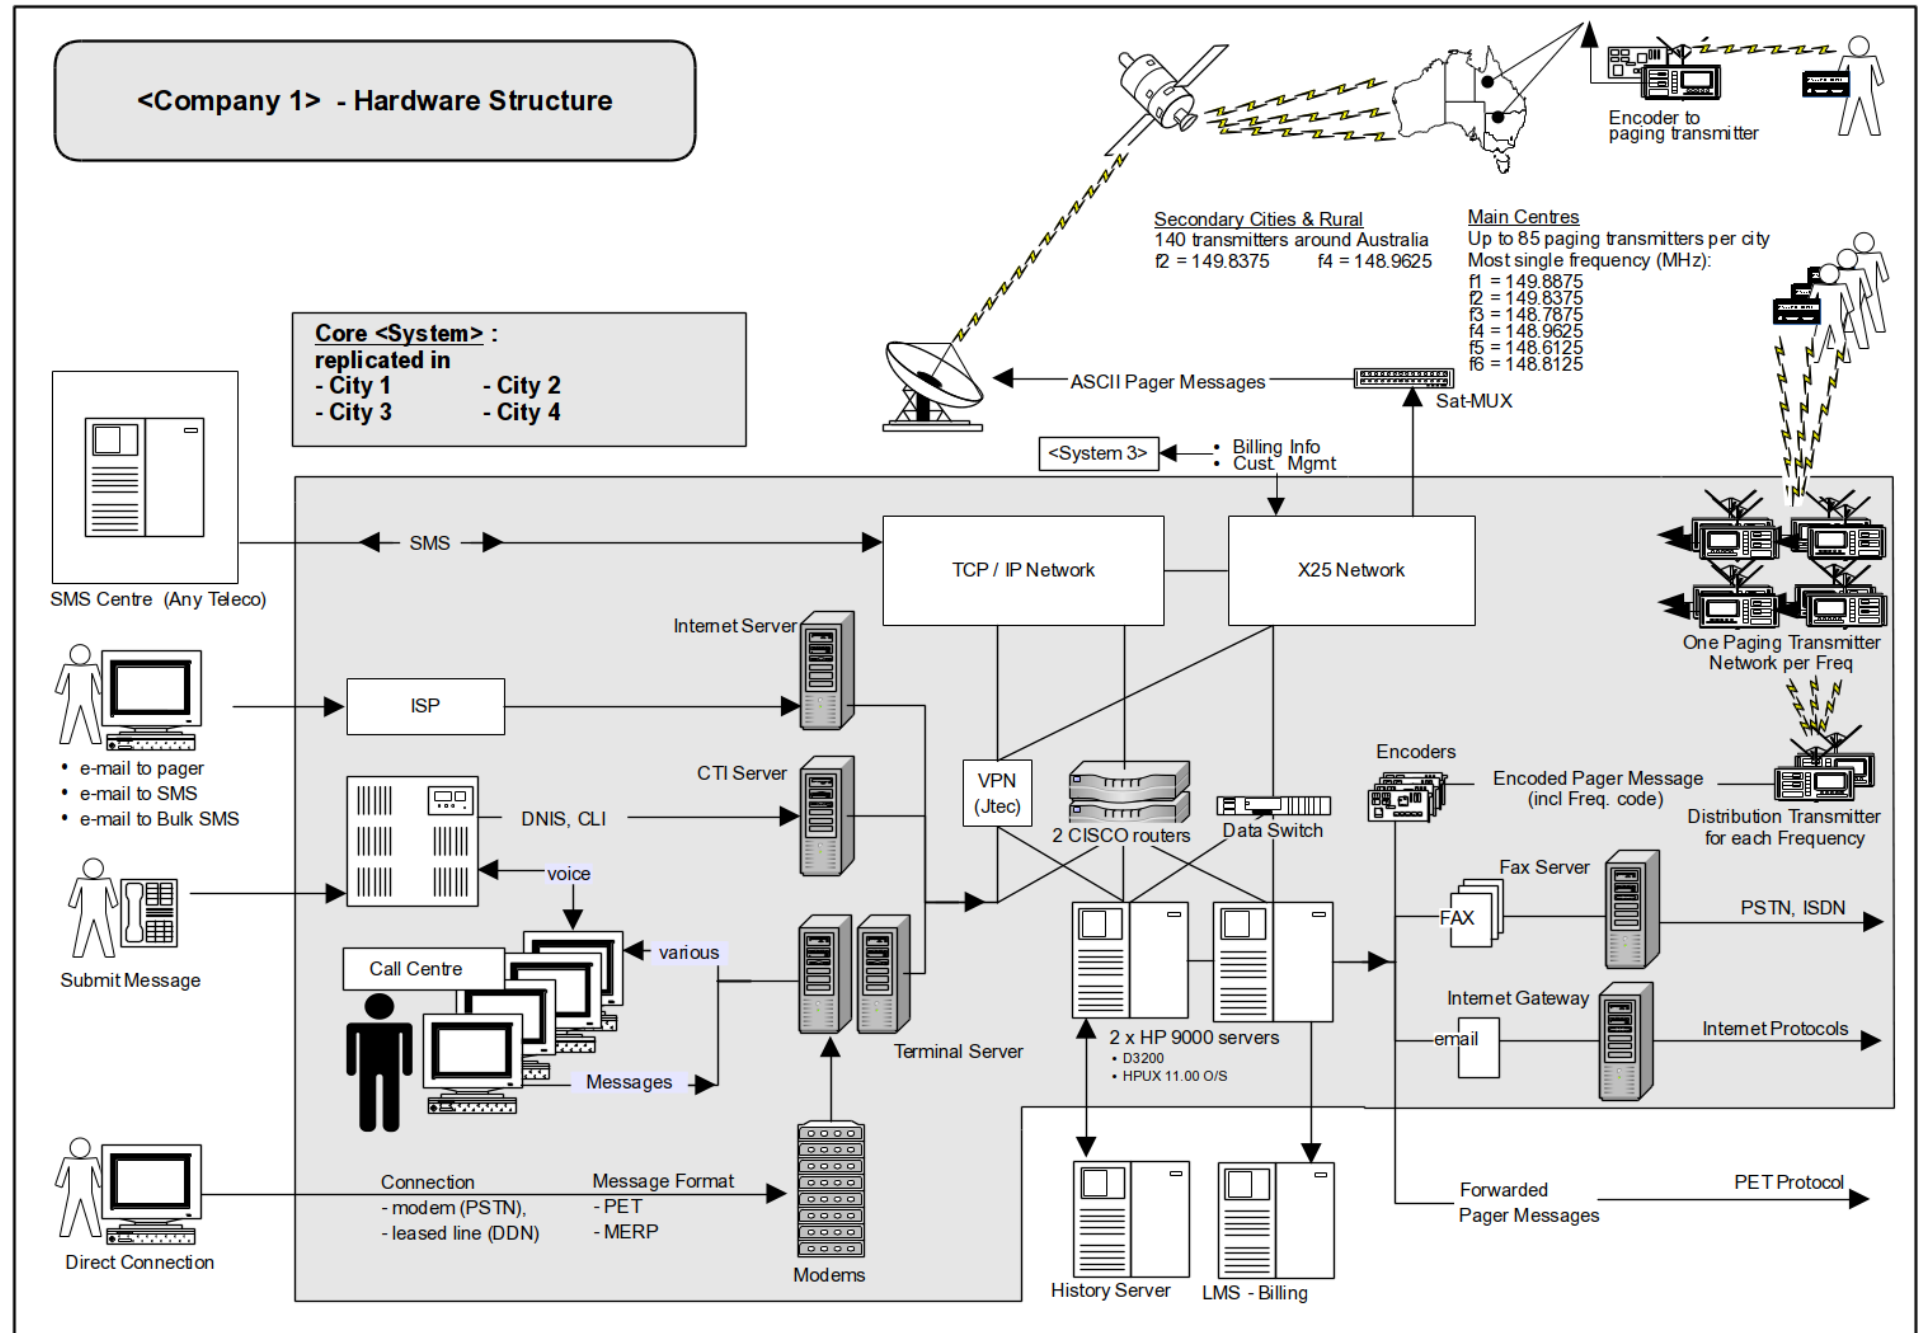 <Company 1> - Hardware Structure
Encoder to
paging transmitter
Secondary Cities & Rural
140 transmitters around Australia
f2 = 149.8375 f4 = 148.9625
Main Centres
Up to 85 paging transmitters per city
Most single frequency (MHz):
f1 = 149.8875
f2 = 149.8375
f3 = 148.7875
f4 = 148.9625
f5 = 148.6125
f6 = 148.8125
Core <System> :
replicated in
- City 1 - City 2
- City 3 - City 4
ASCII Pager Messages
Sat-MUX
<System 3>
• Billing Info
• Cust. Mgmt
SMS
TCP / IP Network
X25 Network
SMS Centre (Any Teleco)
Internet Server
One Paging Transmitter
Network per Freq
ISP
• e-mail to pager
• e-mail to SMS
• e-mail to Bulk SMS
CTI Server
DNIS, CLI
VPN
(Jtec)
2 CISCO routers
Data Switch
Encoders
Encoded Pager Message
(incl Freq. code)
Distribution Transmitter
for each Frequency
voice
Fax Server
FAX
PSTN, ISDN
Submit Message
Call Centre
various
Terminal Server
Messages
2 x HP 9000 servers
• D3200
• HPUX 11.00 O/S
Internet Gateway
email
Internet Protocols
Connection
- modem (PSTN),
- leased line (DDN)
Message Format
- PET
- MERP
Direct Connection
Modems
History Server
LMS - Billing
Forwarded
Pager Messages
PET Protocol